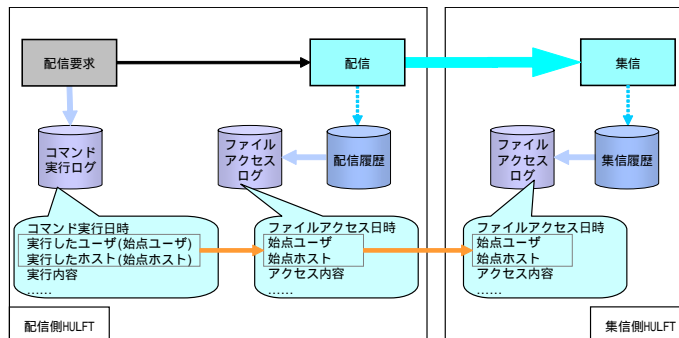 配信要求
配信
集信
コマンド
実行ログ
ファイル
アクセス
ログ
配信履歴
ファイル
アクセス
ログ
集信履歴
コマンド実行日時
実行したユーザ(始点ユーザ)
実行したホスト(始点ホスト)
実行内容
……
ファイルアクセス日時
始点ユーザ
始点ホスト
アクセス内容
……
ファイルアクセス日時
始点ユーザ
始点ホスト
アクセス内容
……
配信側HULFT
集信側HULFT